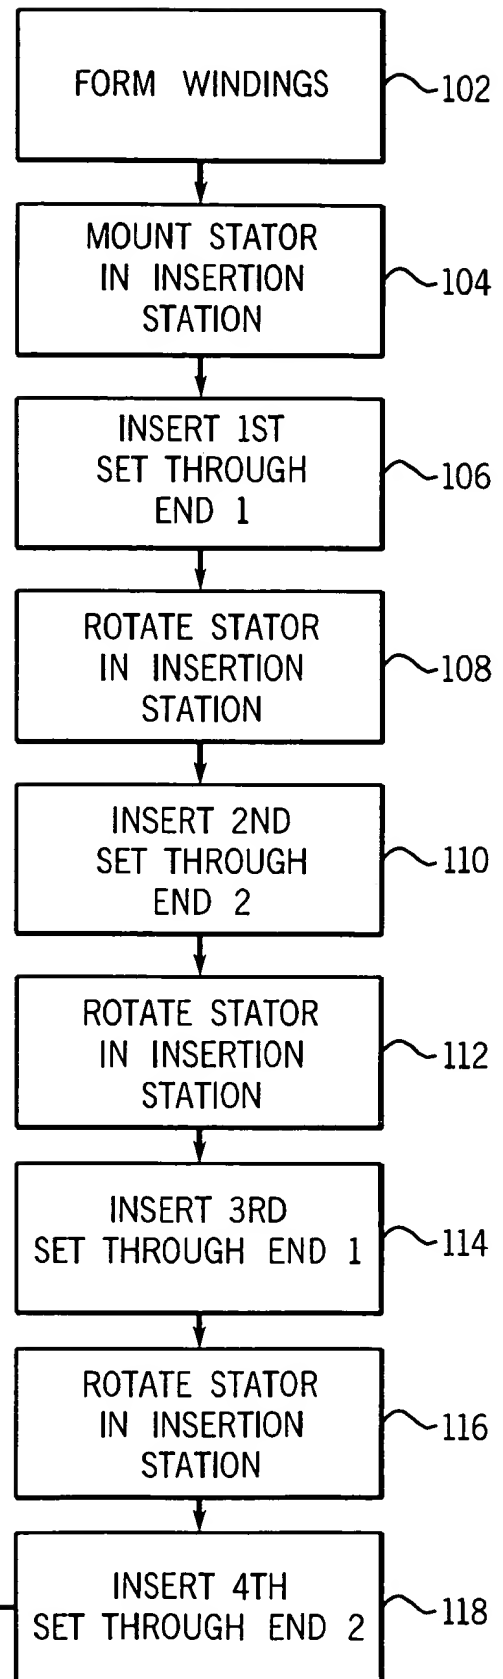 FORM WINDINGS
102
MOUNT STATOR
IN INSERTION
STATION
104
INSERT 1ST
SET THROUGH
END 1
106
ROTATE STATOR
IN INSERTION
STATION
108
INSERT 2ND
SET THROUGH
END 2
110
ROTATE STATOR
IN INSERTION
STATION
112
INSERT 3RD
SET THROUGH END 1
114
ROTATE STATOR
IN INSERTION
STATION
116
INSERT 4TH
SET THROUGH END 2
118